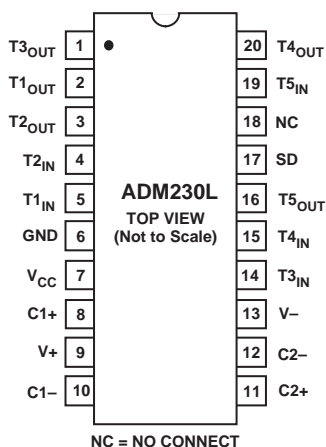 T3OUT 1 20 T4OUT
T1OUT 2 19 T5IN
T2OUT 3 18 NC
T2IN 4 17 SD
T1IN 5 16 T5OUT
GND 6 15 T4IN
VCC 7 14 T3IN
C1+ 8 13 V–
V+ 9 12 C2–
C1– 10 11 C2+
ADM230L
TOP VIEW
(Not to Scale)
NC = NO CONNECT